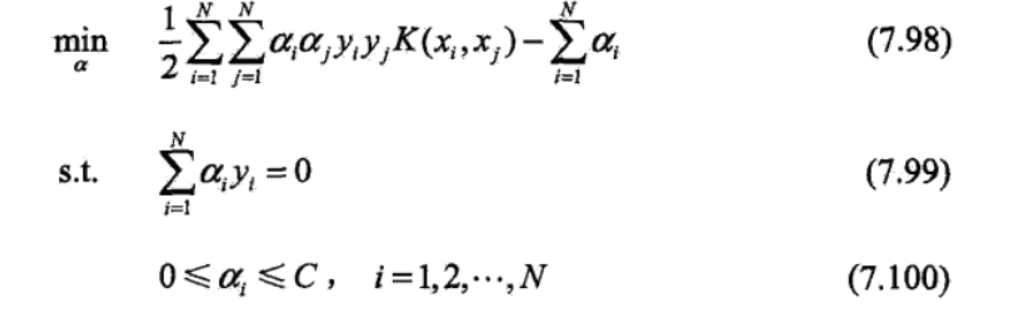 min_α  1/2 ∑_{i=1}^{N} ∑_{j=1}^{N} α_i α_j y_i y_j K(x_i, x_j) − ∑_{i=1}^{N} α_i  (7.98)
s.t.  ∑_{i=1}^{N} α_i y_i = 0  (7.99)
0 ⩽ α_i ⩽ C, i = 1, 2, ⋯, N  (7.100)